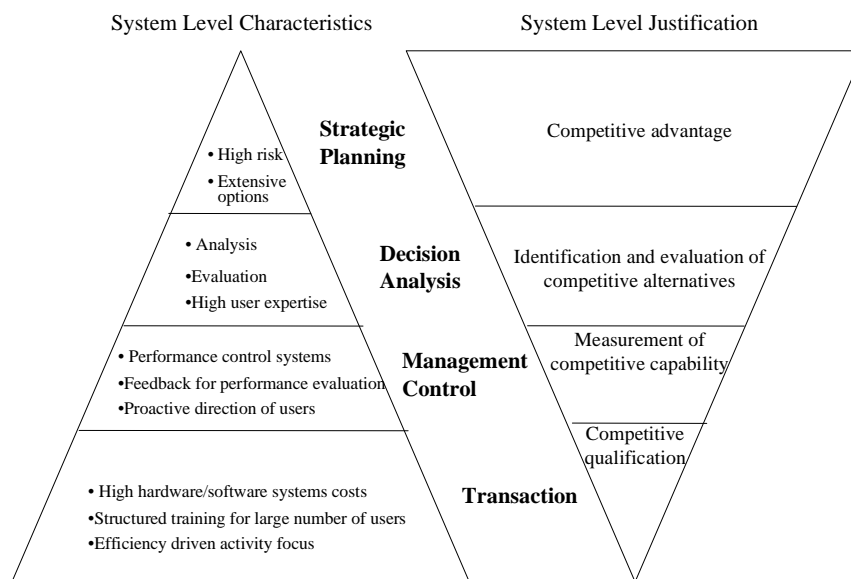 System Level Characteristics
System Level Justification
Strategic
Planning
• High risk
• Extensive
options
Competitive advantage
Decision
Analysis
• Analysis
•Evaluation
•High user expertise
Identification and evaluation of
competitive alternatives
Management
Control
• Performance control systems
•Feedback for performance evaluation
•Proactive direction of users
Measurement of
competitive capability
Competitive
qualification
Transaction
• High hardware/software systems costs
•Structured training for large number of users
•Efficiency driven activity focus